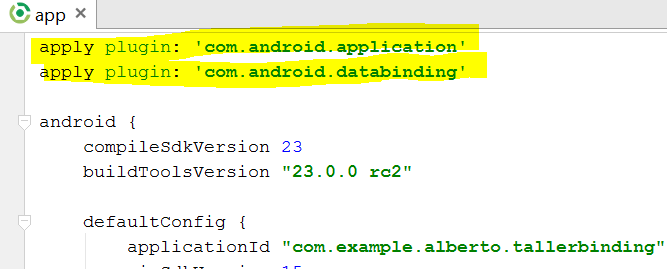 app
apply plugin: 'com.android.application'
apply plugin: 'com.android.databinding'
android {
compileSdkVersion 23
buildToolsVersion "23.0.0 rc2"
defaultConfig {
applicationId "com.example.alberto.tallerbinding"